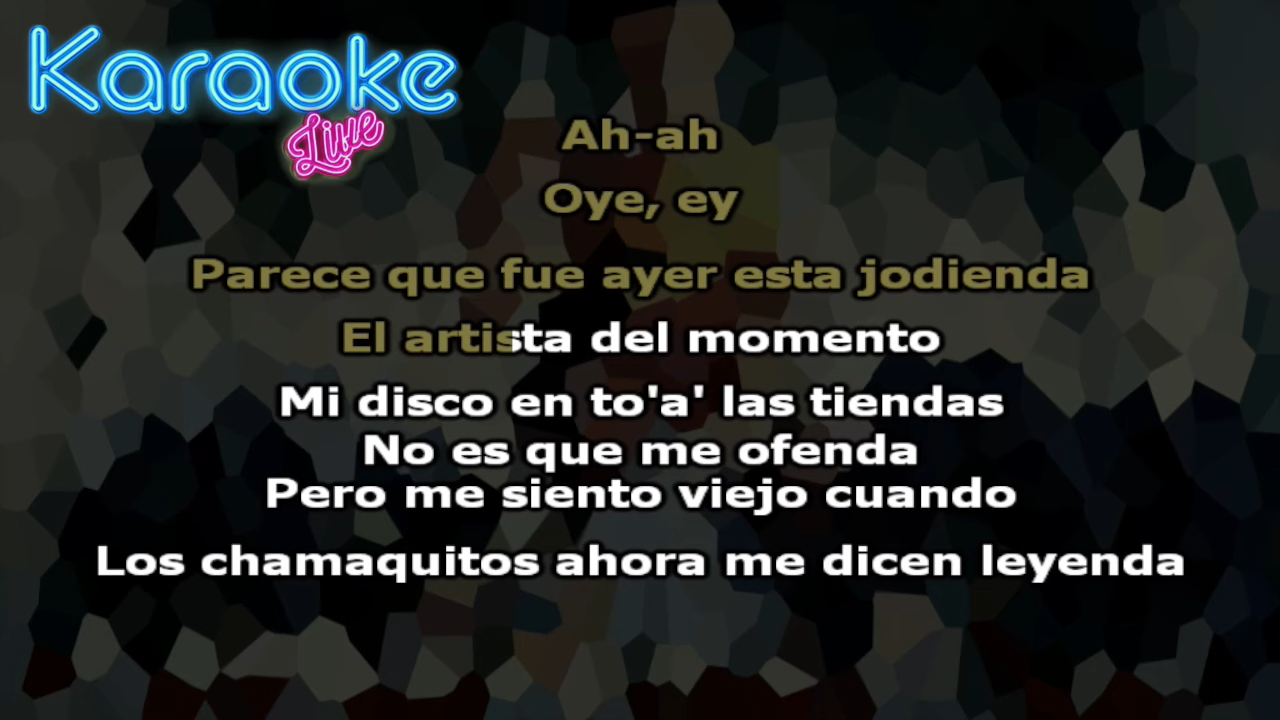 Karaoke
Live
Ah-ah
Oye, ey
Parece que fue ayer esta jodienda
El artista del momento
Mi disco en to'a' las tiendas
No es que me ofenda
Pero me siento viejo cuando
Los chamaquitos ahora me dicen leyenda